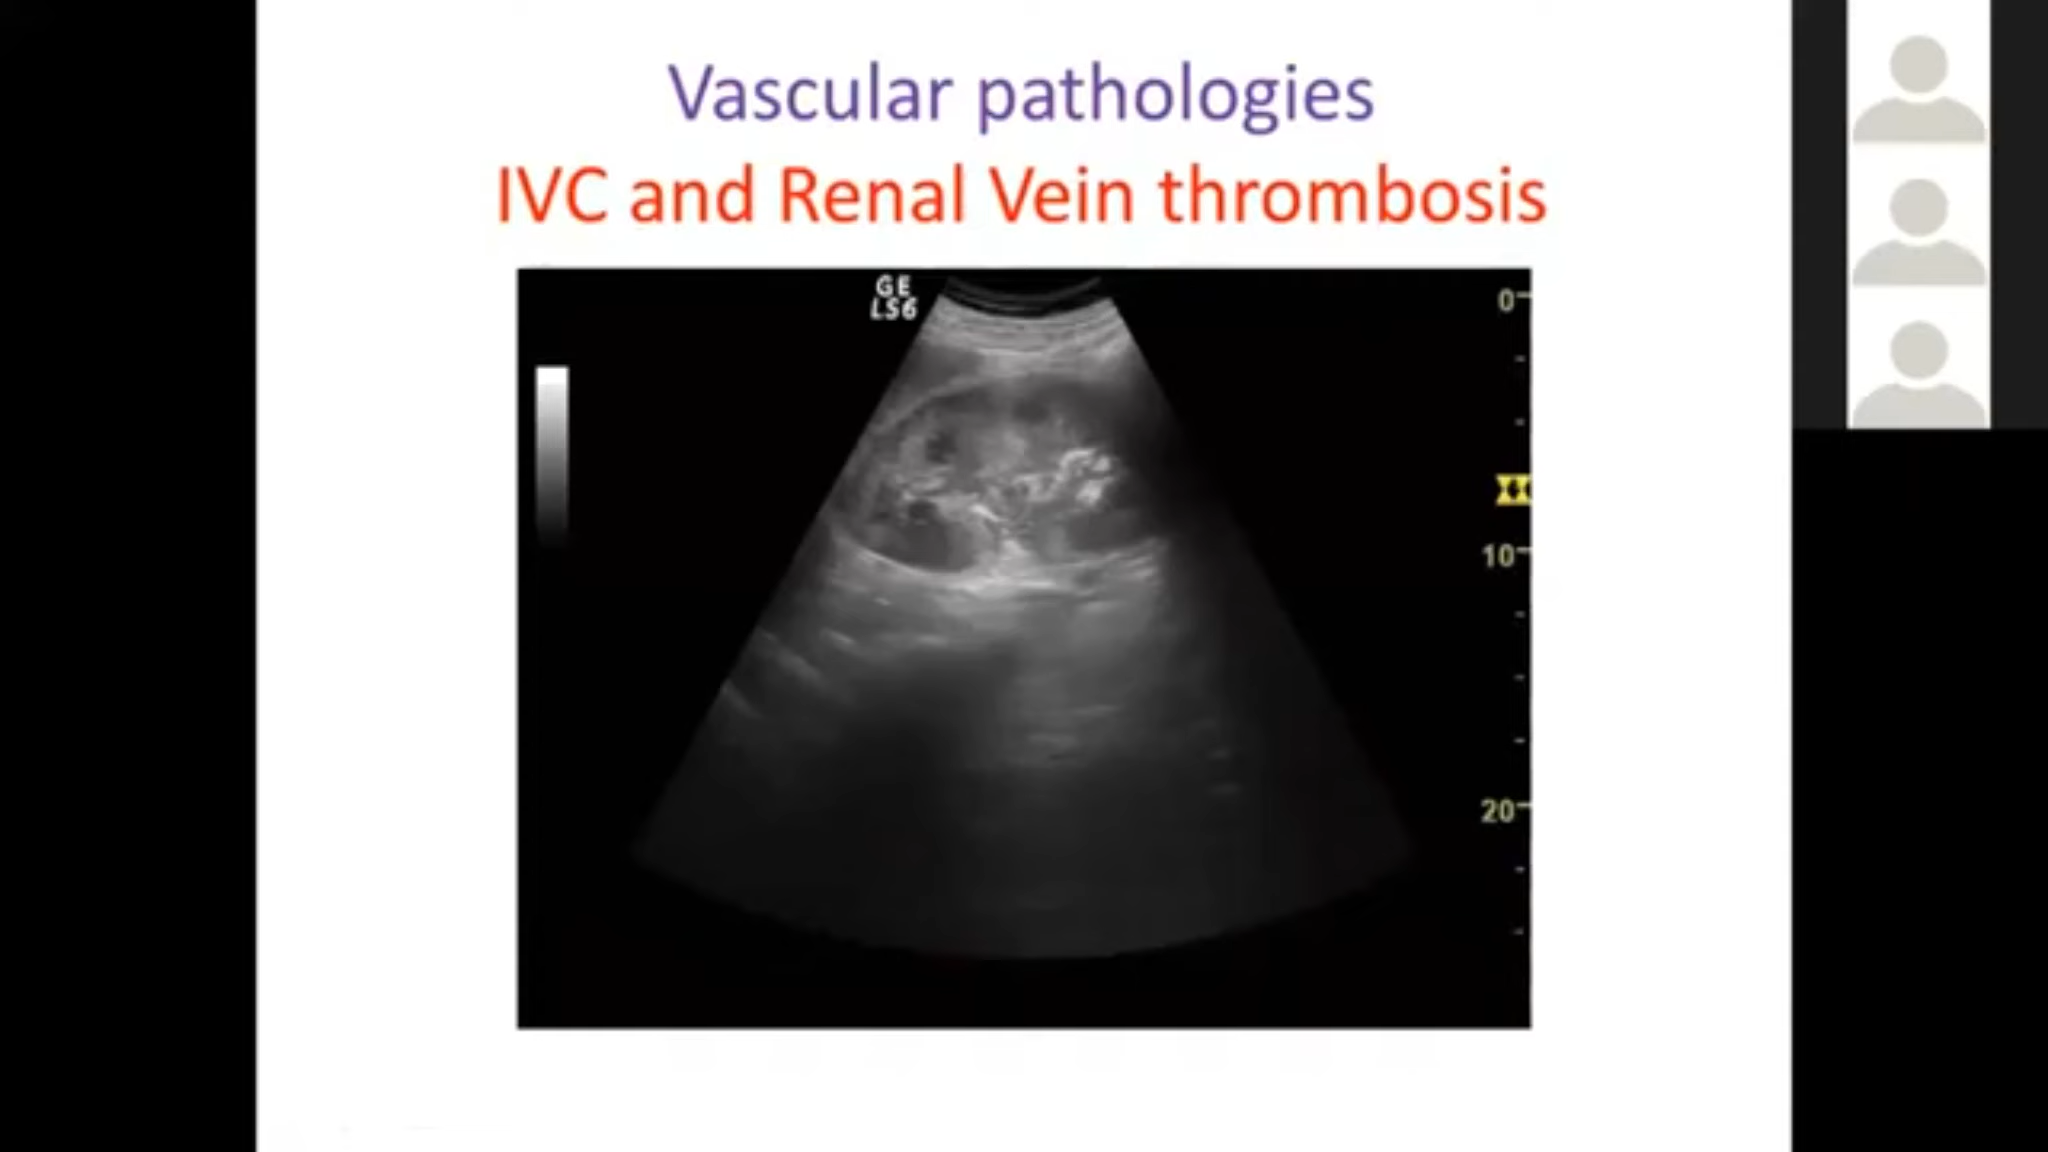 Vascular pathologies
IVC and Renal Vein thrombosis
GE
LS6
0
10
20